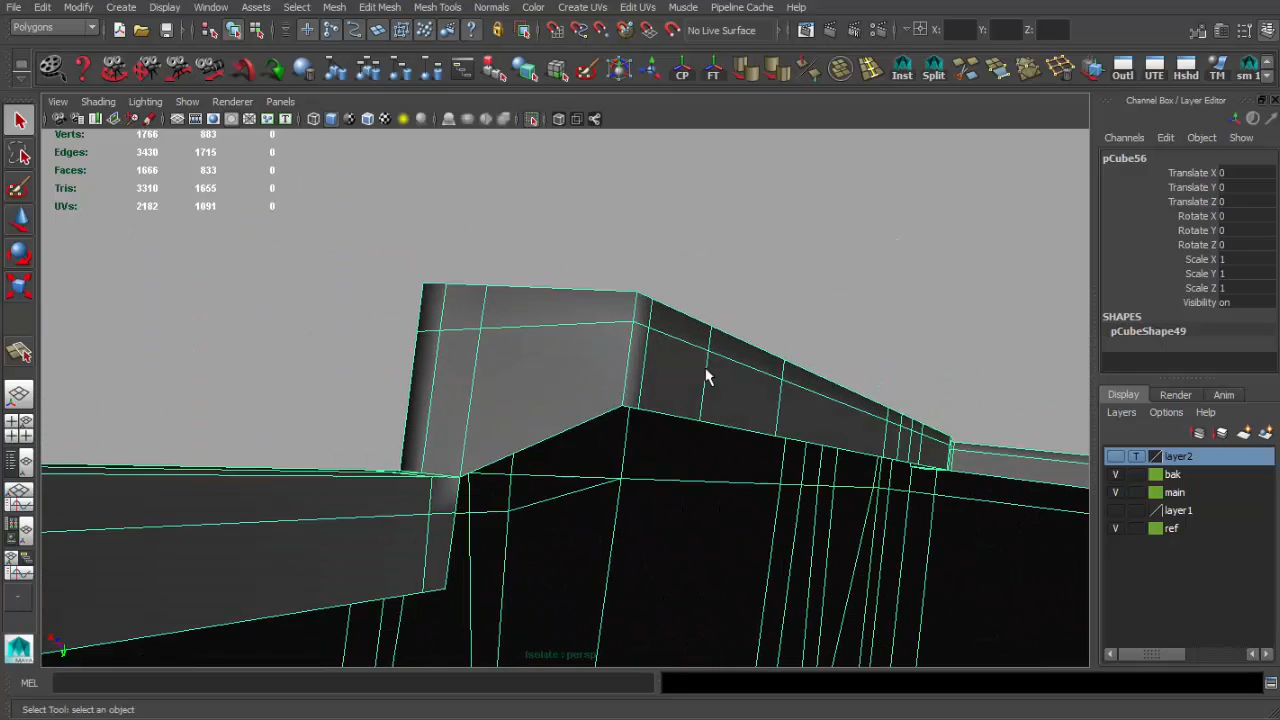 File Edit Modify Create Display Window Assets Select Mesh Edit Mesh Mesh Tools Normals Color Create UVs Edit UVs Muscle Pipeline Cache Help
Polygons
No Live Surface
X:
Y:
Z:
CP FT Inst Split Outl UTE Hshd TM sm 1
View Shading Lighting Show Renderer Panels
Channel Box / Layer Editor
Channels Edit Object Show
Verts: 1766 883 0
Edges: 3430 1715 0
Faces: 1666 833 0
Tris: 3310 1655 0
UVs: 2182 1091 0
pCube56
Translate X 0
Translate Y 0
Translate Z 0
Rotate X 0
Rotate Y 0
Rotate Z 0
Scale X 1
Scale Y 1
Scale Z 1
Visibility on
SHAPES
pCubeShape49
Display Render Anim
Layers Options Help
T layer2
V bak
V main
layer1
V ref
Isolate : persp
MAYA
MEL
Select Tool: select an object